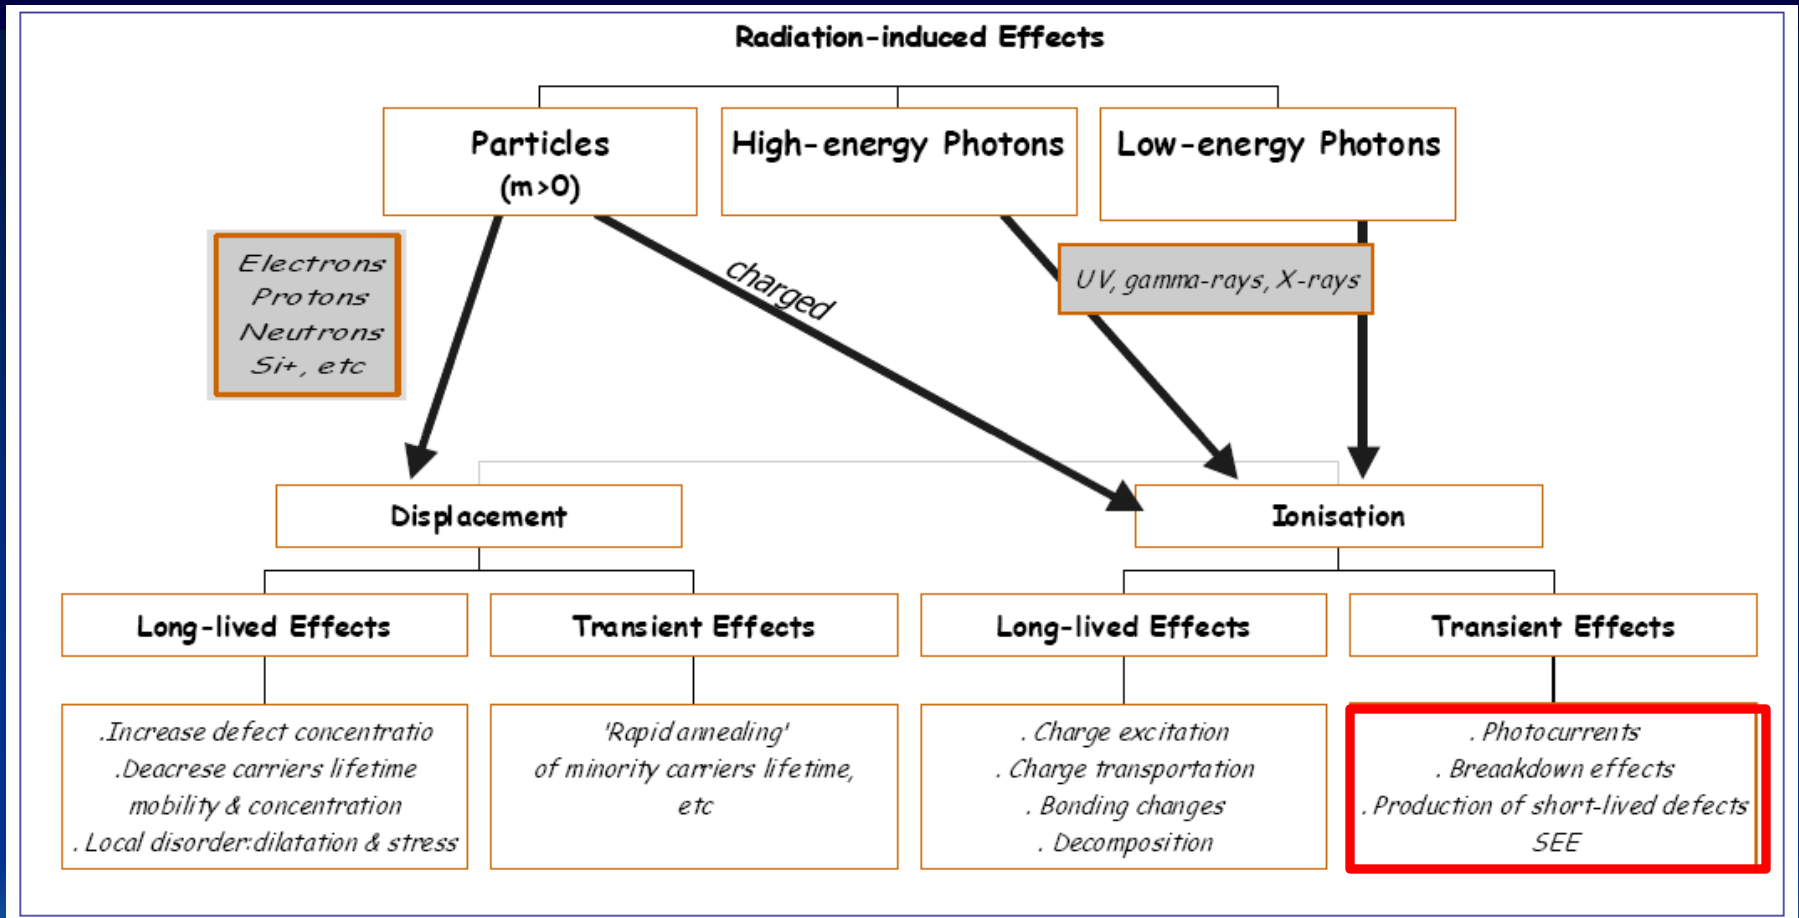 Radiation-induced Effects
Particles
(m>0)
High-energy Photons
Low-energy Photons
Electrons
Protons
Neutrons
Si+, etc
charged
UV, gamma-rays, X-rays
Displacement
Ionisation
Long-lived Effects
Transient Effects
Long-lived Effects
Transient Effects
.Increase defect concentratio
.Deacrese carriers lifetime
mobility & concentration
. Local disorder:dilatation & stress
'Rapid annealing'
of minority carriers lifetime,
etc
. Charge excitation
. Charge transportation
. Bonding changes
. Decomposition
. Photocurrents
. Breaakdown effects
. Production of short-lived defects
SEE